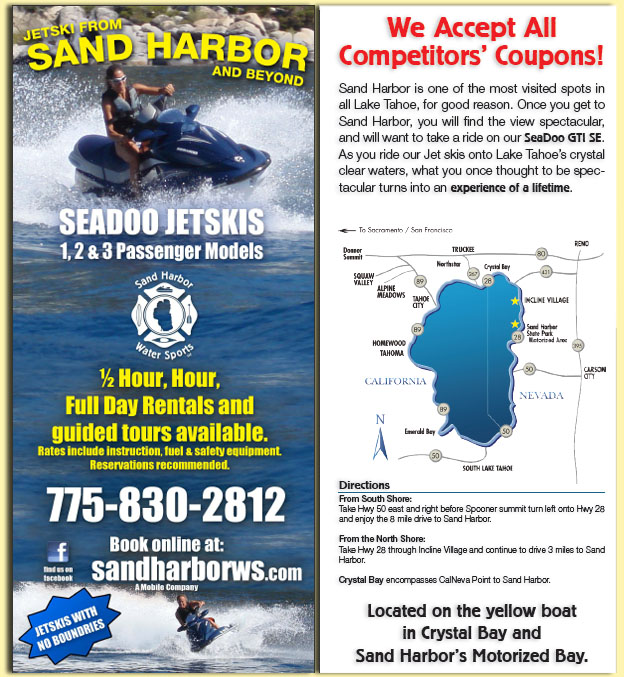 JETSKI FROM
SAND HARBOR
AND BEYOND
SEADOO JETSKIS
1, 2 & 3 Passenger Models
Sand Harbor
Water Sports
½ Hour, Hour,
Full Day Rentals and
guided tours available.
Rates include instruction, fuel & safety equipment.
Reservations recommended.
775-830-2812
Book online at:
find us on
facebook
sandharborws.com
A Mobile Company
JETSKIS WITH
NO BOUNDRIES
We Accept All
Competitors' Coupons!
Sand Harbor is one of the most visited spots in
all Lake Tahoe, for good reason. Once you get to
Sand Harbor, you will find the view spectacular,
and will want to take a ride on our SeaDoo GTI SE.
As you ride our Jet skis onto Lake Tahoe's crystal
clear waters, what you once thought to be spec-
tacular turns into an experience of a lifetime.
To Sacramento / San Francisco
Donner
Summit
TRUCKEE
80
RENO
Northstar
267
Crystal Bay
28
431
SQUAW
VALLEY
ALPINE
MEADOWS
89
TAHOE
CITY
INCLINE VILLAGE
Sand Harbor
State Park
Motorized Area
28
89
HOMEWOOD
TAHOMA
395
50
CARSON
CITY
CALIFORNIA
NEVADA
89
N
Emerald Bay
50
50
SOUTH LAKE TAHOE
Directions
From South Shore:
Take Hwy 50 east and right before Spooner summit turn left onto Hwy 28
and enjoy the 8 mile drive to Sand Harbor.
From the North Shore:
Take Hwy 28 through Incline Village and continue to drive 3 miles to Sand
Harbor.
Crystal Bay encompasses CalNeva Point to Sand Harbor.
Located on the yellow boat
in Crystal Bay and
Sand Harbor's Motorized Bay.